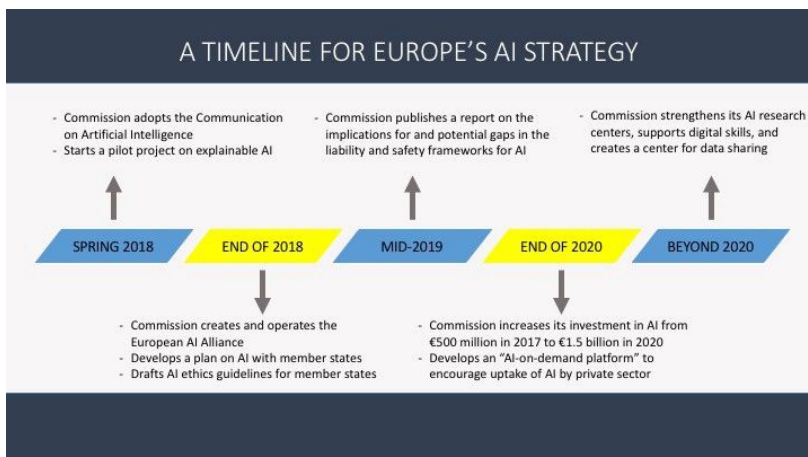 A TIMELINE FOR EUROPE'S AI STRATEGY
- Commission adopts the Communication
on Artificial Intelligence
- Starts a pilot project on explainable AI
- Commission publishes a report on the
implications for and potential gaps in the
liability and safety frameworks for AI
- Commission strengthens its AI research
centers, supports digital skills, and
creates a center for data sharing
SPRING 2018
END OF 2018
MID-2019
END OF 2020
BEYOND 2020
- Commission creates and operates the
European AI Alliance
- Develops a plan on AI with member states
- Drafts AI ethics guidelines for member states
- Commission increases its investment in AI from
€500 million in 2017 to €1.5 billion in 2020
- Develops an “AI-on-demand platform” to
encourage uptake of AI by private sector